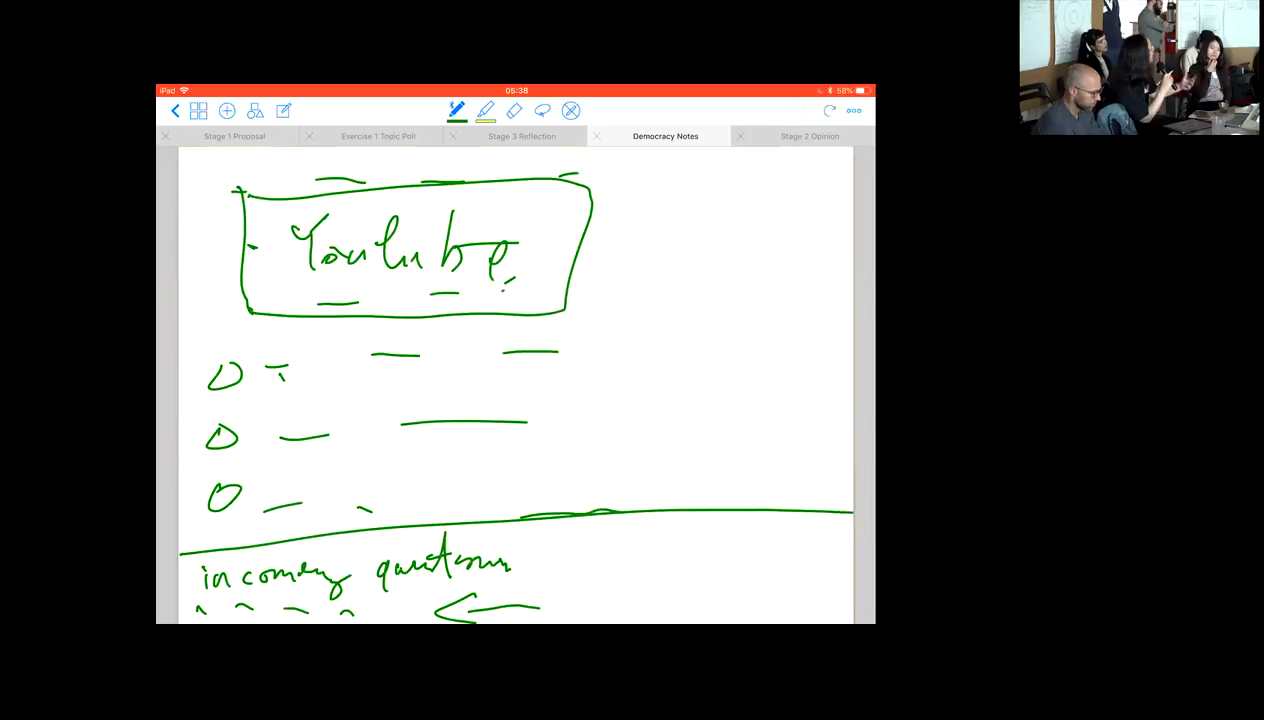 iPad 05:38 58%
Stage 1 Proposal Exercise 1 Topic Poll Stage 3 Reflection Democracy Notes Stage 2 Opinion
Youtube
incoming questions